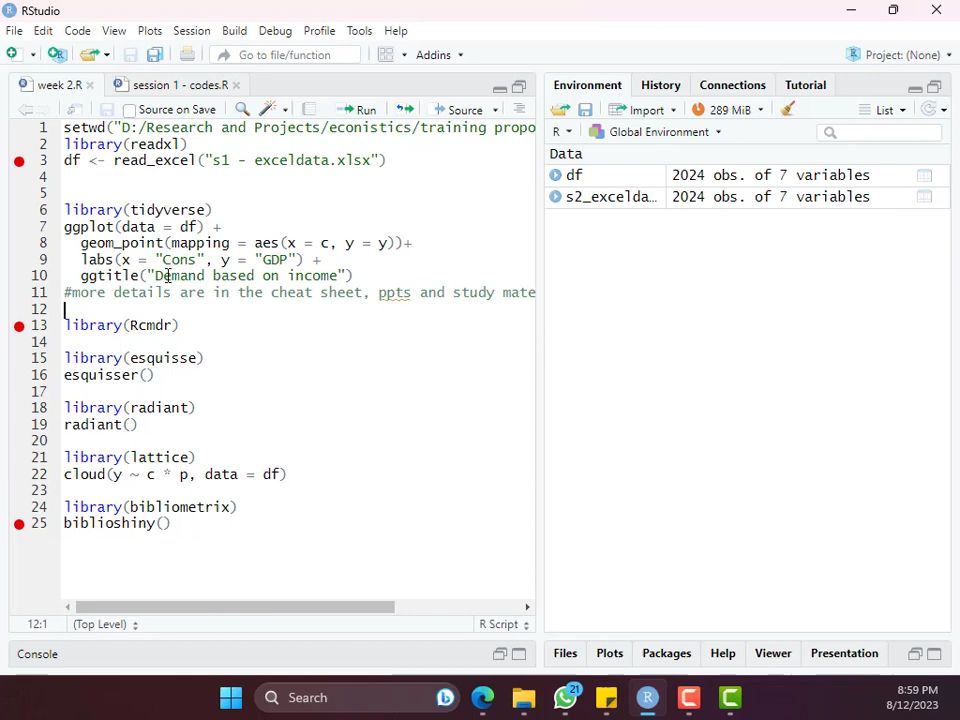 RStudio
File Edit Code View Plots Session Build Debug Profile Tools Help
Go to file/function Addins Project: (None)
week 2.R session 1 - codes.R
Source on Save Run Source
1 setwd("D:/Research and Projects/econistics/training propo
2 library(readxl)
3 df <- read_excel("s1 - exceldata.xlsx")
4
5
6 library(tidyverse)
7 ggplot(data = df) +
8 geom_point(mapping = aes(x = c, y = y))+
9 labs(x = "Cons", y = "GDP") +
10 ggtitle("Demand based on income")
11 #more details are in the cheat sheet, ppts and study mate
12
13 library(Rcmdr)
14
15 library(esquisse)
16 esquisser()
17
18 library(radiant)
19 radiant()
20
21 library(lattice)
22 cloud(y ~ c * p, data = df)
23
24 library(bibliometrix)
25 biblioshiny()
12:1 (Top Level) R Script
Console
Environment History Connections Tutorial
Import 289 MiB List
R Global Environment
Data
df 2024 obs. of 7 variables
s2_excelda... 2024 obs. of 7 variables
Files Plots Packages Help Viewer Presentation
Search 21 8:59 PM
8/12/2023